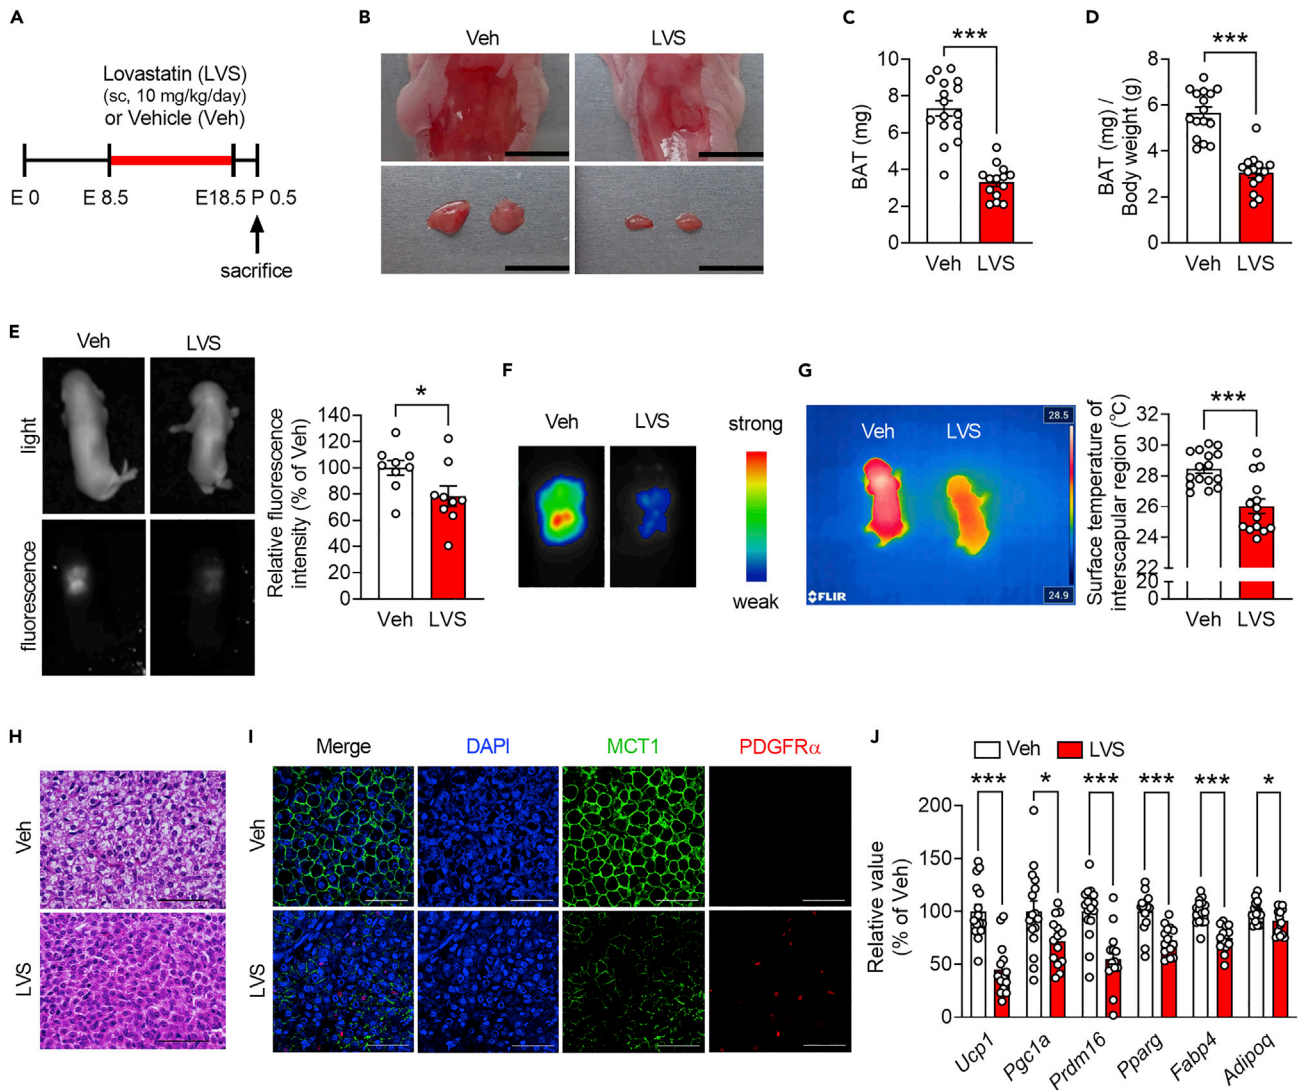 A
Lovastatin (LVS)
(sc, 10 mg/kg/day)
or Vehicle (Veh)
E 0
E 8.5
E18.5
P 0.5
sacrifice
B
Veh
LVS
C
***
BAT (mg)
10
8
6
4
2
0
Veh
LVS
D
***
BAT (mg) /
Body weight (g)
8
6
4
2
0
Veh
LVS
E
Veh
LVS
light
fluorescence
*
Relative fluorescence
intensity (% of Veh)
140
120
100
80
60
40
20
0
Veh
LVS
F
Veh
LVS
strong
weak
G
Veh
LVS
28.5
24.9
FLIR
***
Surface temperature of
interscapular region (°C)
32
30
28
26
24
22
20
0
Veh
LVS
H
Veh
LVS
I
Merge
DAPI
MCT1
PDGFRα
Veh
LVS
J
Veh
LVS
***
*
***
***
***
*
Relative value
(% of Veh)
200
150
100
50
0
Ucp1
Pgc1a
Prdm16
Pparg
Fabp4
Adipoq